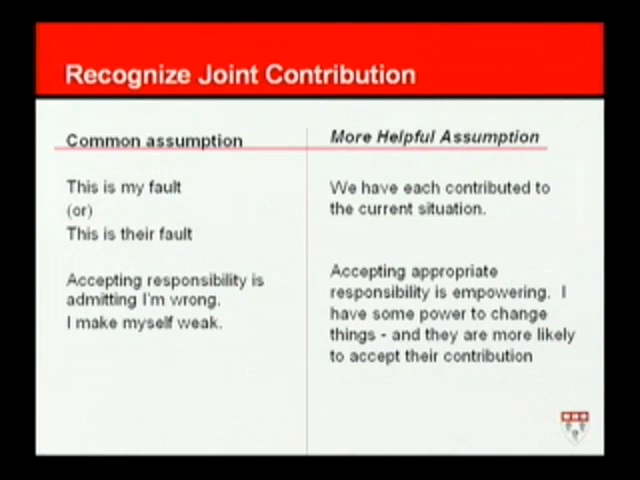 Recognize Joint Contribution
Common assumption
This is my fault
(or)
This is their fault
Accepting responsibility is
admitting I'm wrong.
I make myself weak.
More Helpful Assumption
We have each contributed to
the current situation.
Accepting appropriate
responsibility is empowering.  I
have some power to change
things - and they are more likely
to accept their contribution